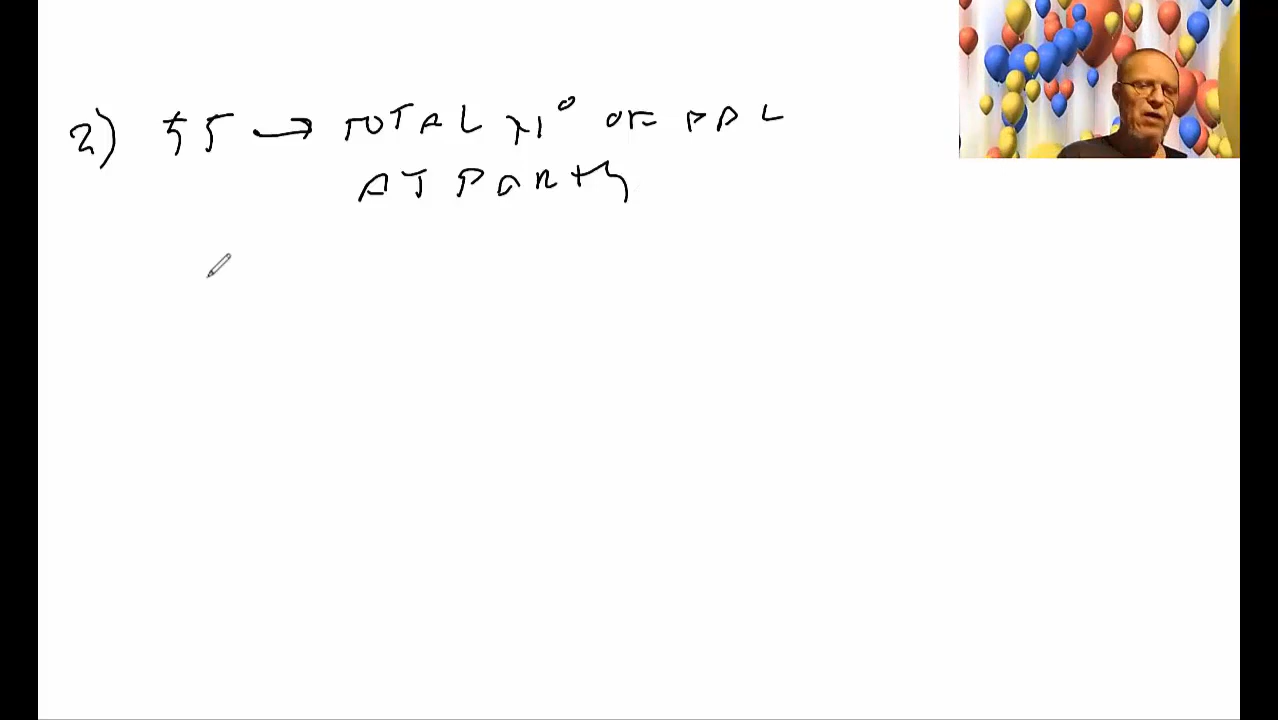 2) 55 → TOTAL n° OF PPL
AT PARTY